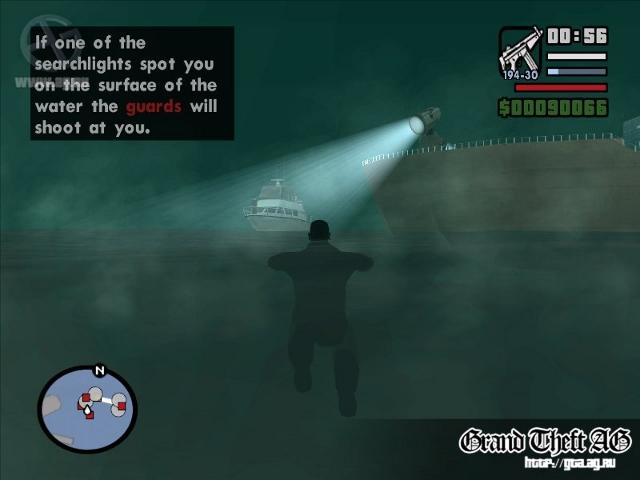 If one of the
searchlights spot you
on the surface of the
water the guards will
shoot at you.
00:56
194-30
$00090066
N
Grand Theft AG
http://gta.ag.ru